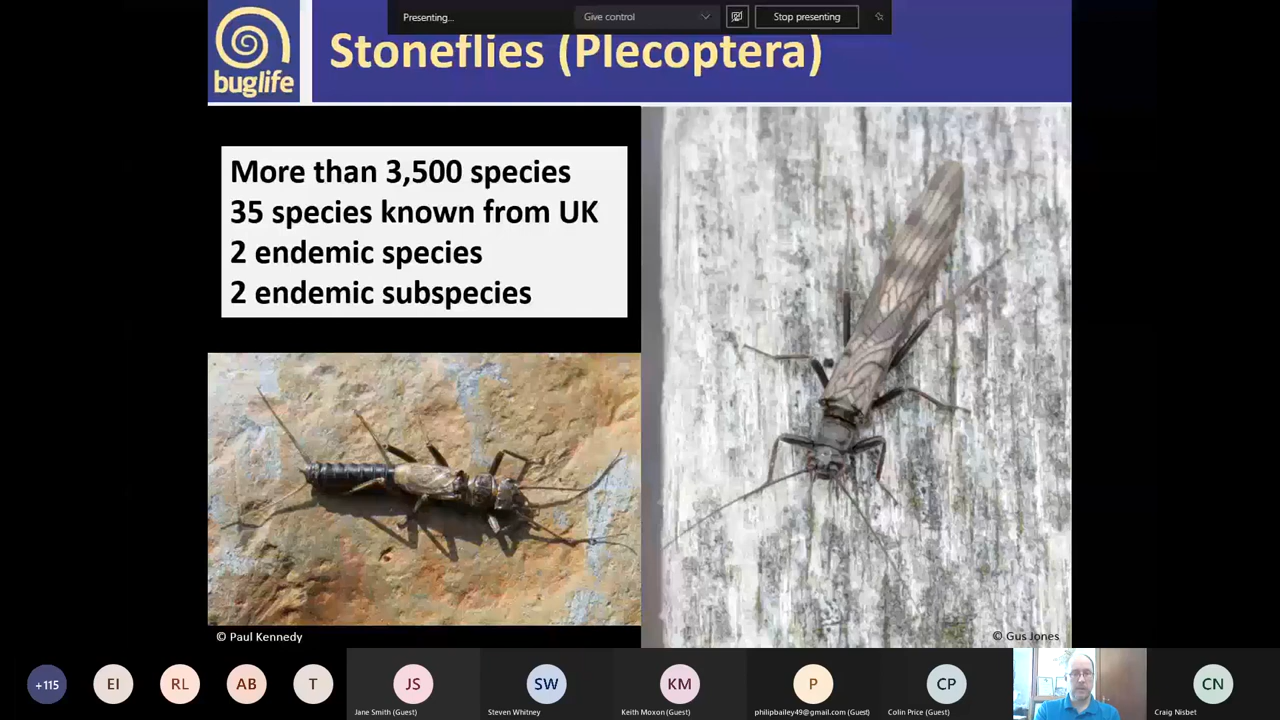 Presenting...
Give control
Stop presenting
buglife
Stoneflies (Plecoptera)
More than 3,500 species
35 species known from UK
2 endemic species
2 endemic subspecies
© Paul Kennedy
© Gus Jones
+115
EI
RL
AB
T
JS
Jane Smith (Guest)
SW
Steven Whitney
KM
Keith Moxon (Guest)
P
philipbailey49@gmail.com (Guest)
CP
Colin Price (Guest)
CN
Craig Nisbet